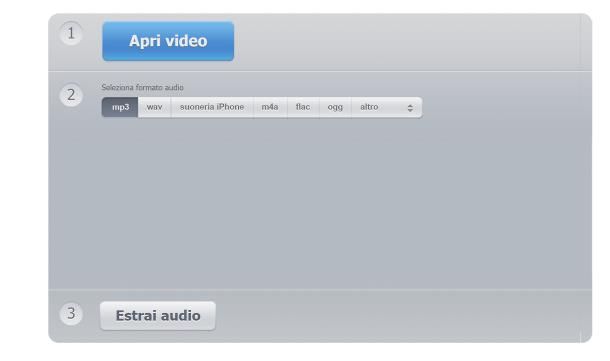 1
Apri video
2
Seleziona formato audio
mp3 wav suoneria iPhone m4a flac ogg altro
3
Estrai audio